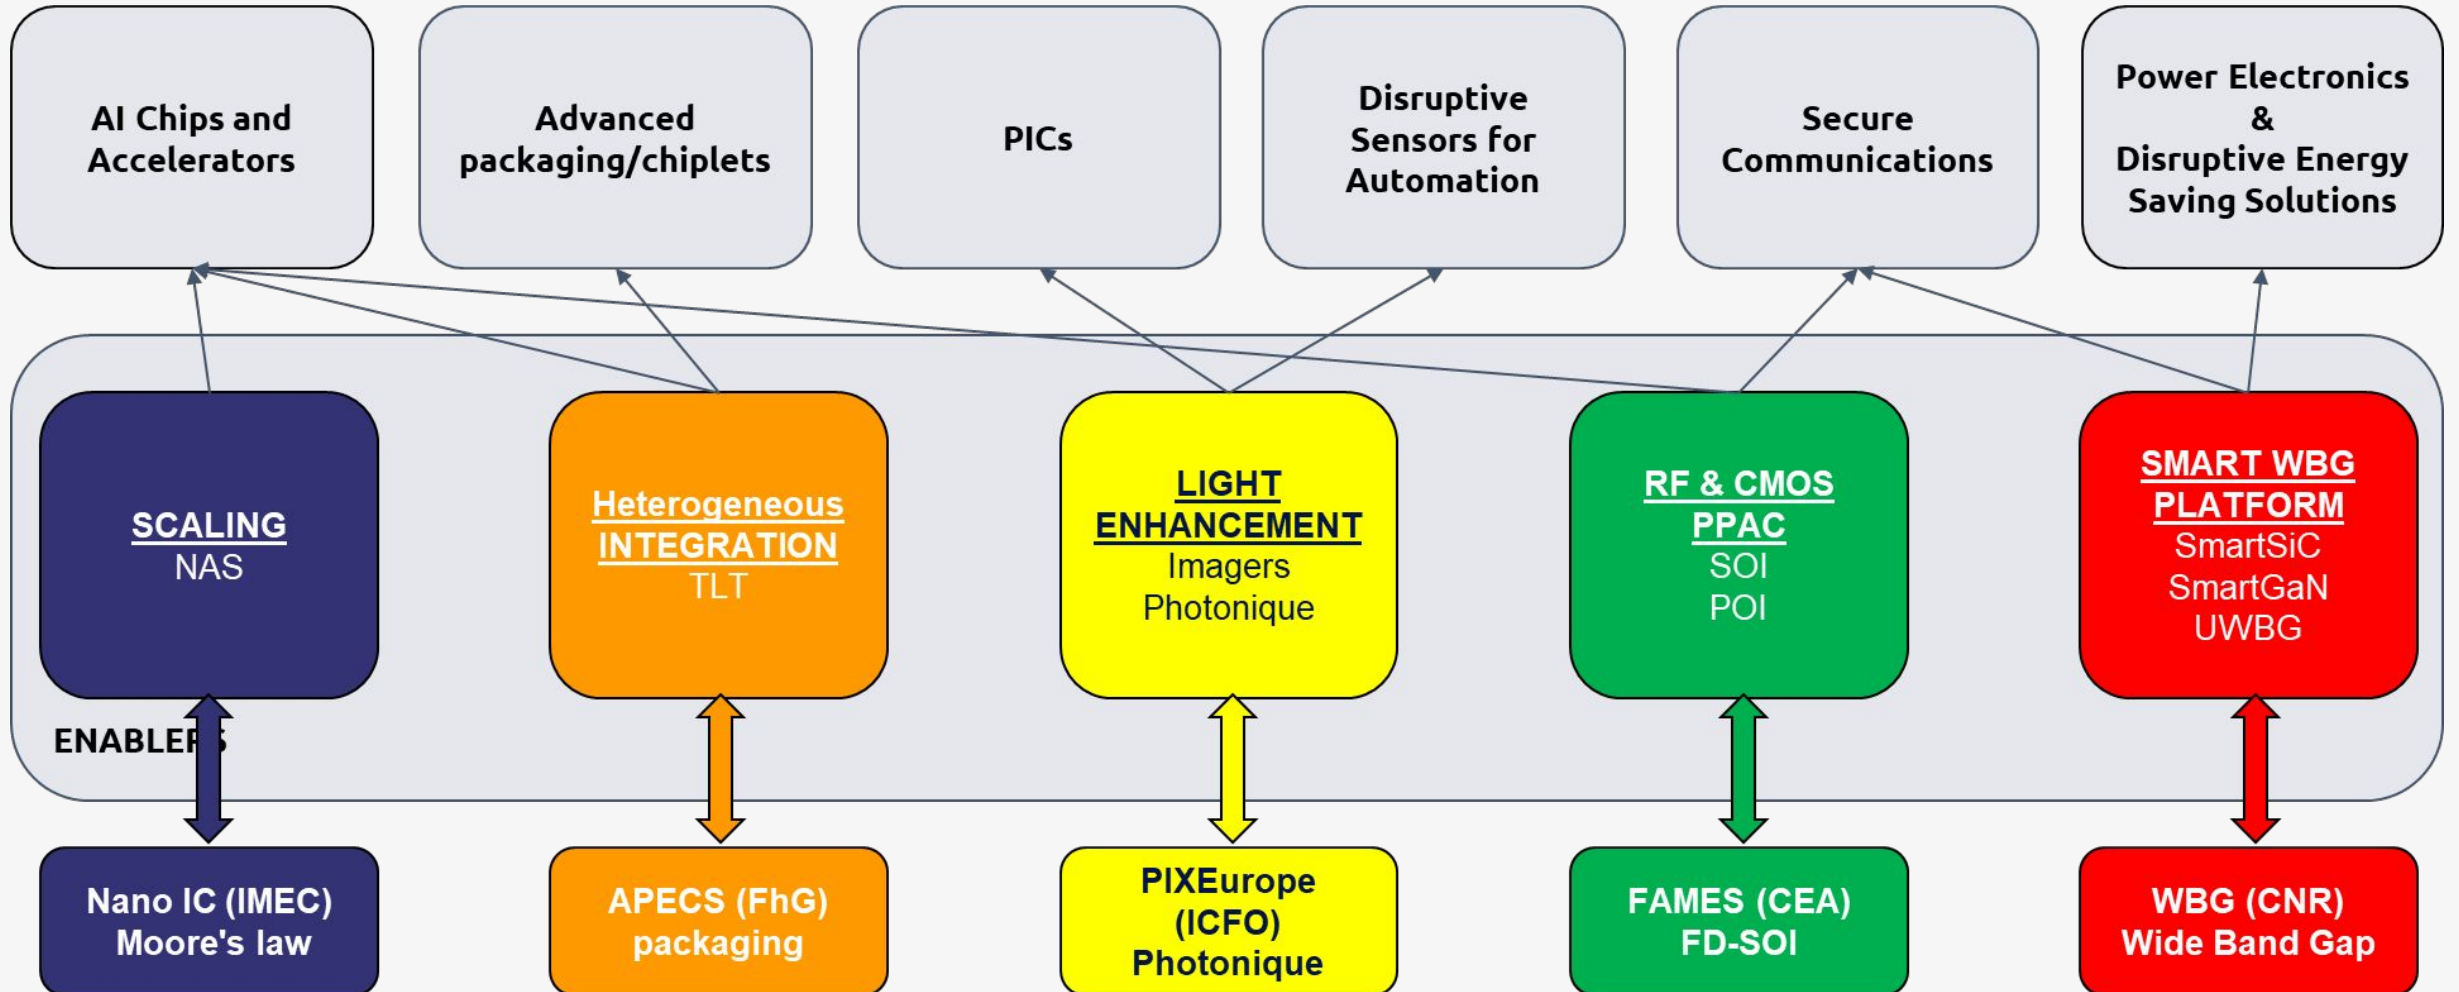 AI Chips and
Accelerators
Advanced
packaging/chiplets
PICs
Disruptive
Sensors for
Automation
Secure
Communications
Power Electronics
&
Disruptive Energy
Saving Solutions
SCALING
NAS
Heterogeneous
INTEGRATION
TLT
LIGHT
ENHANCEMENT
Imagers
Photonique
RF & CMOS
PPAC
SOI
POI
SMART WBG
PLATFORM
SmartSiC
SmartGaN
UWBG
ENABLERS
Nano IC (IMEC)
Moore's law
APECS (FhG)
packaging
PIXEurope
(ICFO)
Photonique
FAMES (CEA)
FD-SOI
WBG (CNR)
Wide Band Gap